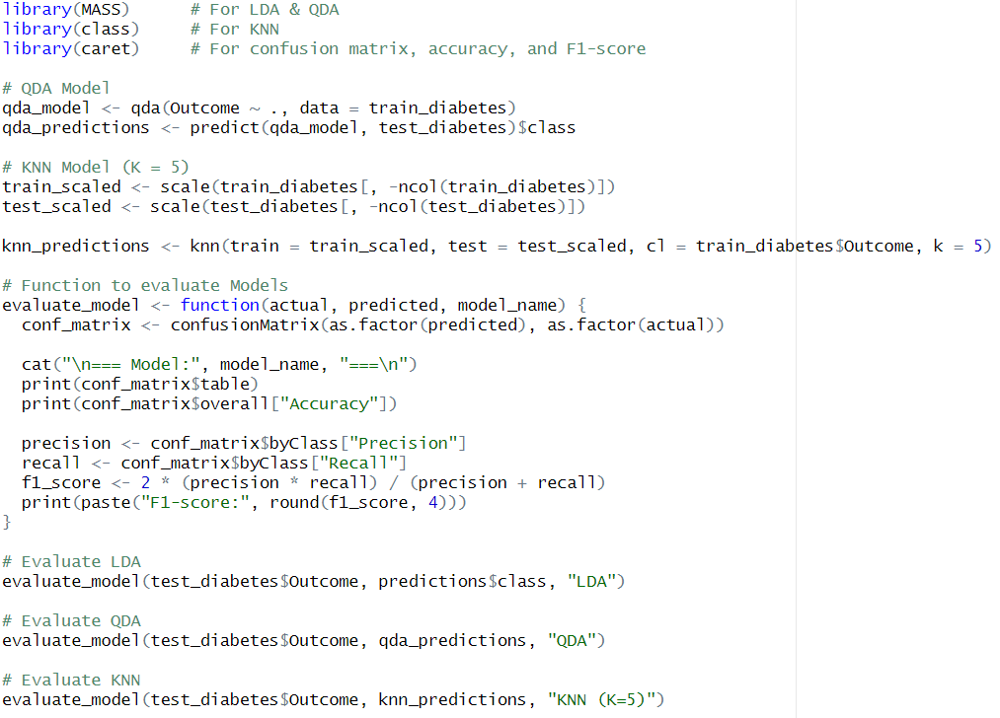 library(MASS)      # For LDA & QDA
library(class)     # For KNN
library(caret)     # For confusion matrix, accuracy, and F1-score
# QDA Model
qda_model <- qda(Outcome ~ ., data = train_diabetes)
qda_predictions <- predict(qda_model, test_diabetes)$class
# KNN Model (K = 5)
train_scaled <- scale(train_diabetes[, -ncol(train_diabetes)])
test_scaled <- scale(test_diabetes[, -ncol(test_diabetes)])
knn_predictions <- knn(train = train_scaled, test = test_scaled, cl = train_diabetes$Outcome, k = 5)
# Function to evaluate Models
evaluate_model <- function(actual, predicted, model_name) {
  conf_matrix <- confusionMatrix(as.factor(predicted), as.factor(actual))
  cat("\n=== Model:", model_name, "===\n")
  print(conf_matrix$table)
  print(conf_matrix$overall["Accuracy"])
  precision <- conf_matrix$byClass["Precision"]
  recall <- conf_matrix$byClass["Recall"]
  f1_score <- 2 * (precision * recall) / (precision + recall)
  print(paste("F1-score:", round(f1_score, 4)))
}
# Evaluate LDA
evaluate_model(test_diabetes$Outcome, predictions$class, "LDA")
# Evaluate QDA
evaluate_model(test_diabetes$Outcome, qda_predictions, "QDA")
# Evaluate KNN
evaluate_model(test_diabetes$Outcome, knn_predictions, "KNN (K=5)")